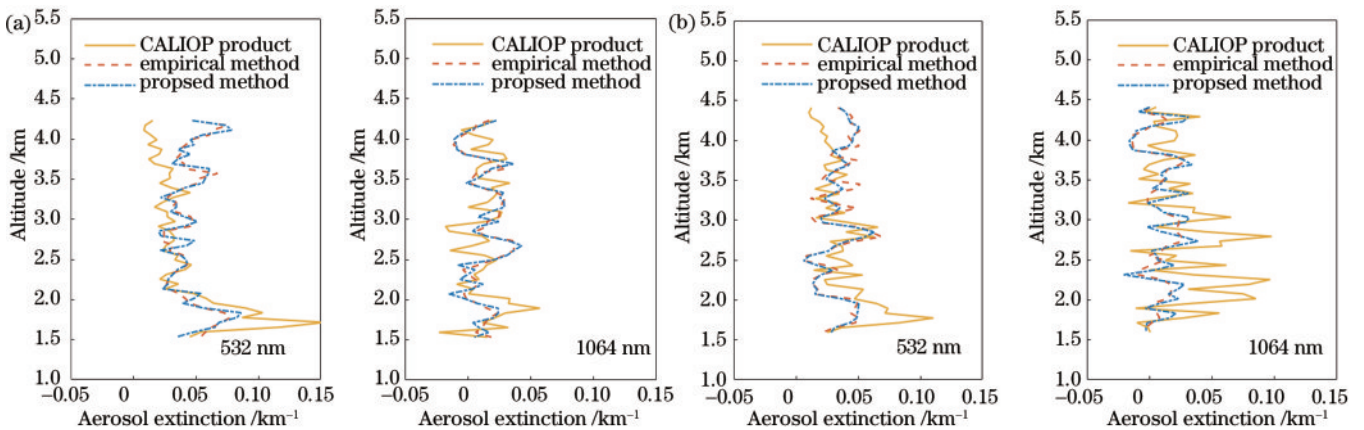 (a)
5.5
5.0
4.5
4.0
3.5
3.0
2.5
2.0
1.5
1.0
Altitude /km
CALIOP product
empirical method
propsed method
532 nm
−0.05 0 0.05 0.10 0.15
Aerosol extinction /km⁻¹
5.5
5.0
4.5
4.0
3.5
3.0
2.5
2.0
1.5
1.0
Altitude /km
CALIOP product
empirical method
propsed method
1064 nm
−0.05 0 0.05 0.10 0.15
Aerosol extinction /km⁻¹
(b)
5.5
5.0
4.5
4.0
3.5
3.0
2.5
2.0
1.5
1.0
Altitude /km
CALIOP product
empirical method
propsed method
532 nm
−0.05 0 0.05 0.10 0.15
Aerosol extinction /km⁻¹
5.5
5.0
4.5
4.0
3.5
3.0
2.5
2.0
1.5
1.0
Altitude /km
CALIOP product
empirical method
propsed method
1064 nm
−0.05 0 0.05 0.10 0.15
Aerosol extinction /km⁻¹